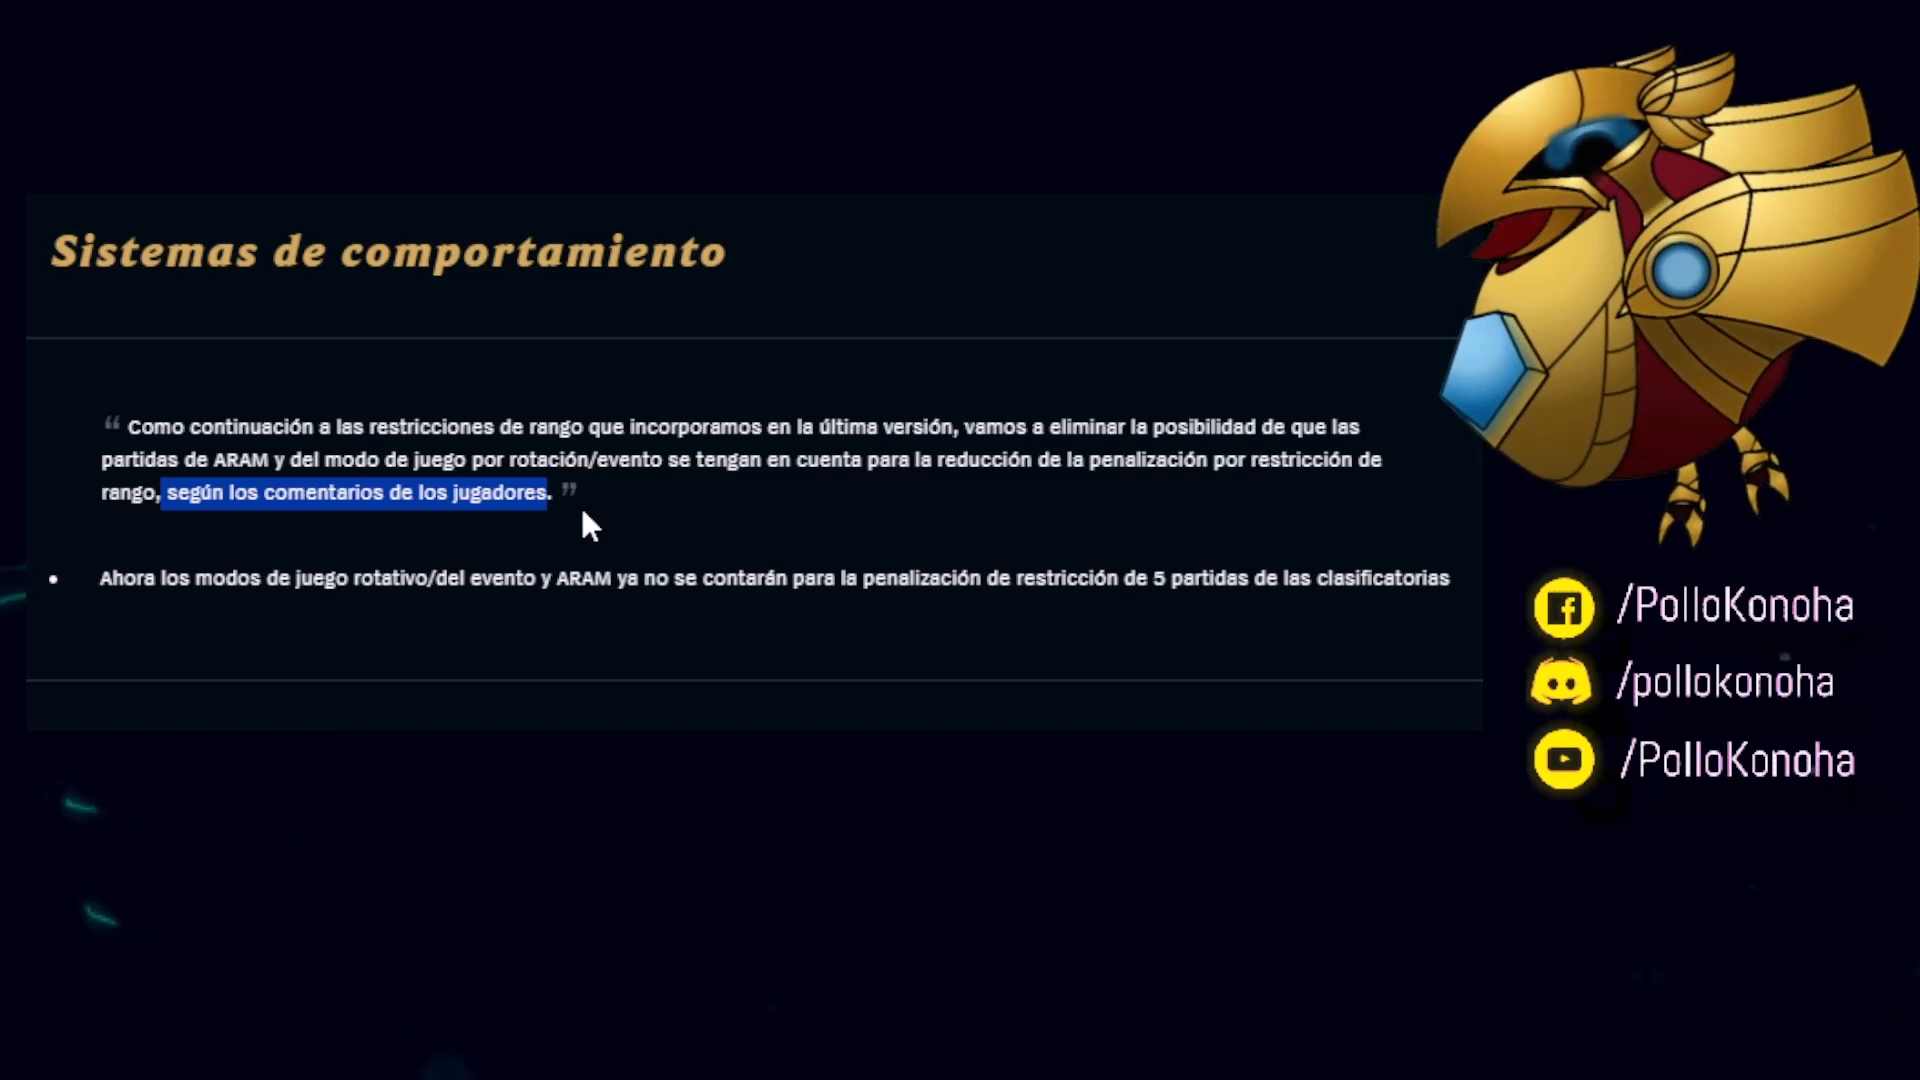 Sistemas de comportamiento
“ Como continuación a las restricciones de rango que incorporamos en la última versión, vamos a eliminar la posibilidad de que las
partidas de ARAM y del modo de juego por rotación/evento se tengan en cuenta para la reducción de la penalización por restricción de
rango, según los comentarios de los jugadores. ”
• Ahora los modos de juego rotativo/del evento y ARAM ya no se contarán para la penalización de restricción de 5 partidas de las clasificatorias
/PolloKonoha
/pollokonoha
/PolloKonoha